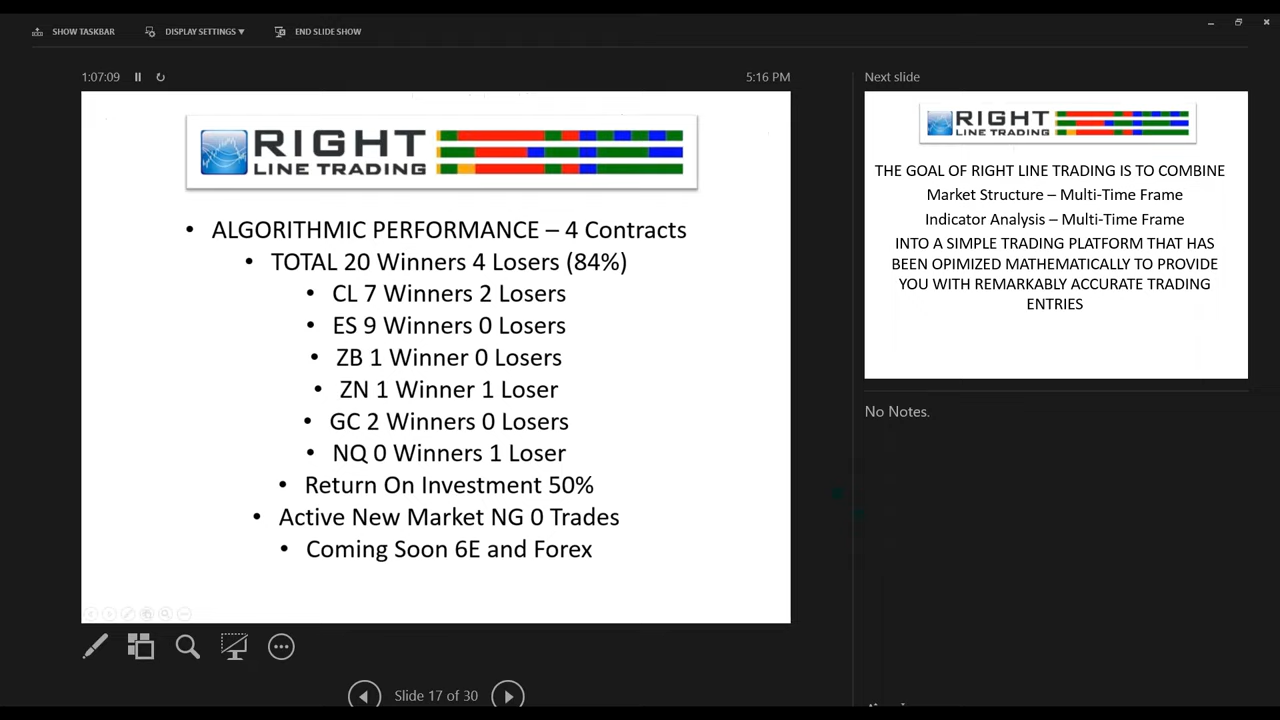 SHOW TASKBAR
DISPLAY SETTINGS ▼
END SLIDE SHOW
1:07:09
5:16 PM
RIGHT
LINE TRADING
• ALGORITHMIC PERFORMANCE – 4 Contracts
• TOTAL 20 Winners 4 Losers (84%)
• CL 7 Winners 2 Losers
• ES 9 Winners 0 Losers
• ZB 1 Winner 0 Losers
• ZN 1 Winner 1 Loser
• GC 2 Winners 0 Losers
• NQ 0 Winners 1 Loser
• Return On Investment 50%
• Active New Market NG 0 Trades
• Coming Soon 6E and Forex
Slide 17 of 30
Next slide
RIGHT
LINE TRADING
THE GOAL OF RIGHT LINE TRADING IS TO COMBINE
Market Structure – Multi-Time Frame
Indicator Analysis – Multi-Time Frame
INTO A SIMPLE TRADING PLATFORM THAT HAS
BEEN OPIMIZED MATHEMATICALLY TO PROVIDE
YOU WITH REMARKABLY ACCURATE TRADING
ENTRIES
No Notes.